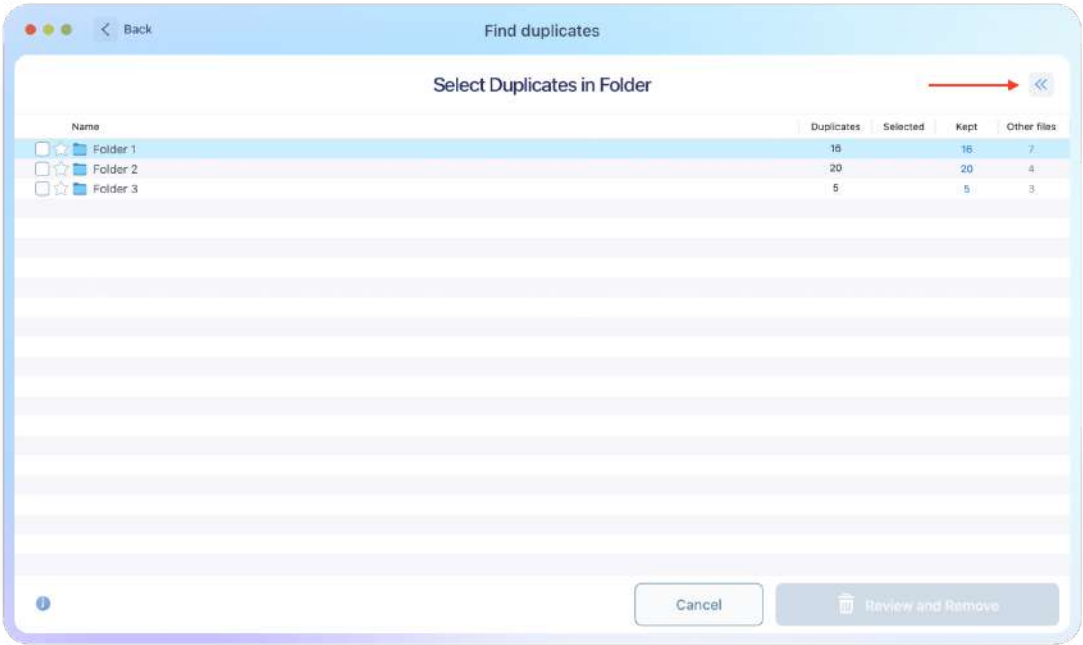 Back
Find duplicates
Select Duplicates in Folder
Name Duplicates Selected Kept Other files
Folder 1 16 16 7
Folder 2 20 20 4
Folder 3 5 5 3
Cancel
Review and Remove